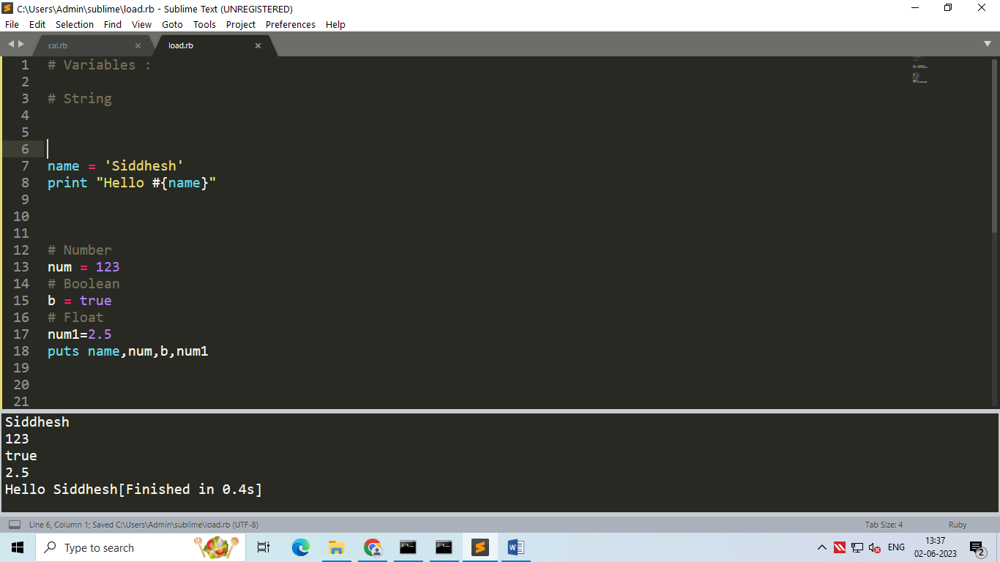 C:\Users\Admin\sublime\load.rb - Sublime Text (UNREGISTERED)
File Edit Selection Find View Goto Tools Project Preferences Help
cal.rb load.rb
1 # Variables :
2
3 # String
4
5
6
7 name = 'Siddhesh'
8 print "Hello #{name}"
9
10
11
12 # Number
13 num = 123
14 # Boolean
15 b = true
16 # Float
17 num1=2.5
18 puts name,num,b,num1
19
20
21
Siddhesh
123
true
2.5
Hello Siddhesh[Finished in 0.4s]
Line 6, Column 1; Saved C:\Users\Admin\sublime\load.rb (UTF-8) Tab Size: 4 Ruby
Type to search ENG 13:37
02-06-2023 2